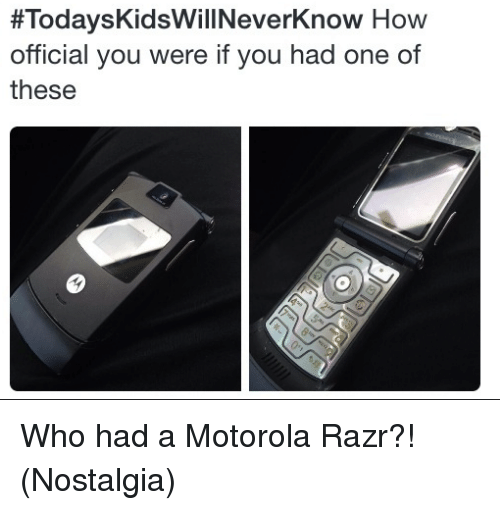 #TodaysKidsWillNeverKnow How
official you were if you had one of
these
Who had a Motorola Razr?!
(Nostalgia)